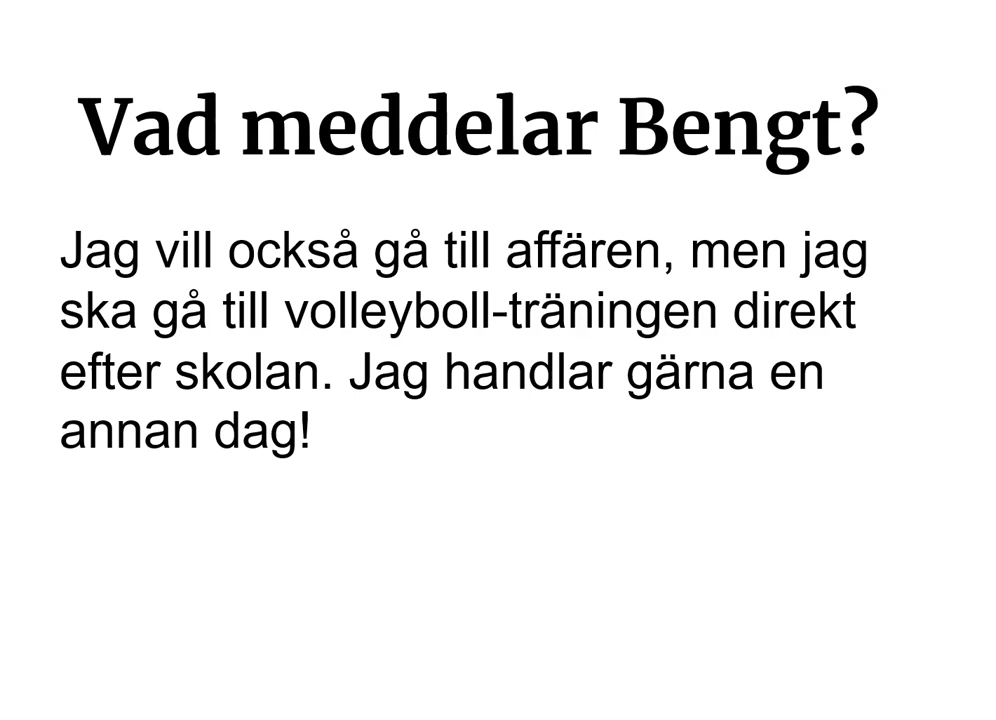 Vad meddelar Bengt?
Jag vill också gå till affären, men jag
ska gå till volleyboll-träningen direkt
efter skolan. Jag handlar gärna en
annan dag!